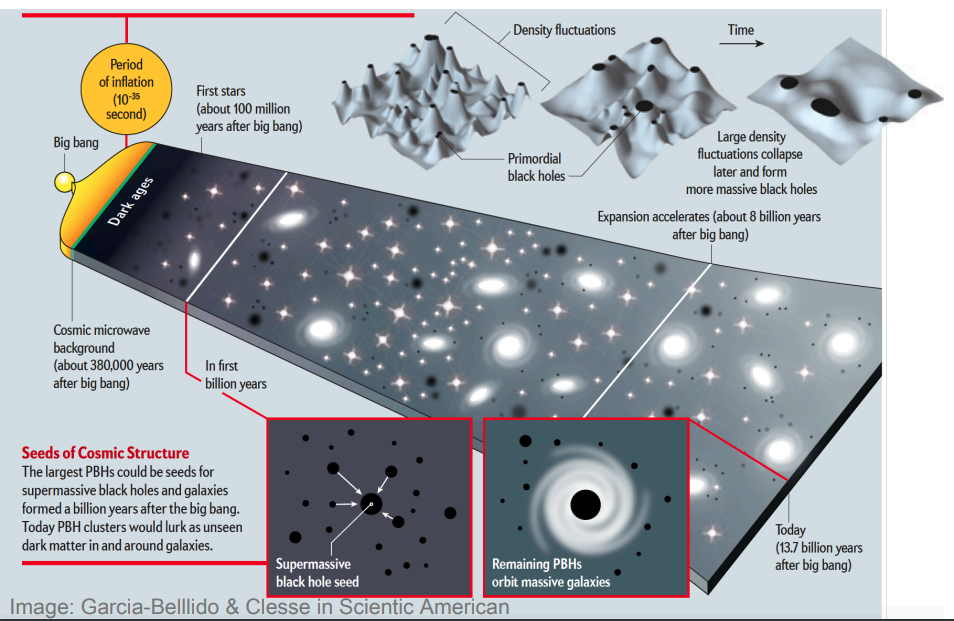 Period
of inflation
(10-35
second)
Big bang
First stars
(about 100 million
years after big bang)
Dark ages
Density fluctuations
Time
Primordial
black holes
Large density
fluctuations collapse
later and form
more massive black holes
Expansion accelerates (about 8 billion years
after big bang)
Cosmic microwave
background
(about 380,000 years
after big bang)
In first
billion years
Seeds of Cosmic Structure
The largest PBHs could be seeds for
supermassive black holes and galaxies
formed a billion years after the big bang.
Today PBH clusters would lurk as unseen
dark matter in and around galaxies.
Supermassive
black hole seed
Remaining PBHs
orbit massive galaxies
Today
(13.7 billion years
after big bang)
Image: Garcia-Belllido & Clesse in Scientic American